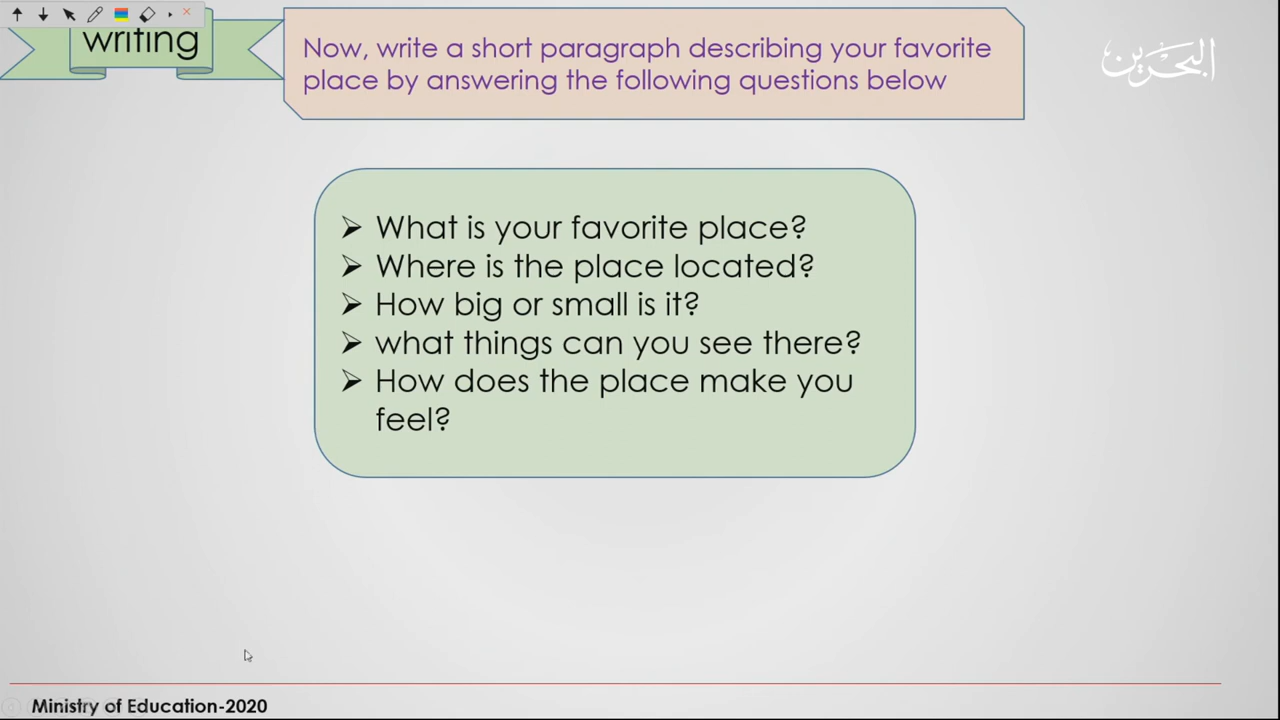 writing
Now, write a short paragraph describing your favorite
place by answering the following questions below
البحرين
➢ What is your favorite place?
➢ Where is the place located?
➢ How big or small is it?
➢ what things can you see there?
➢ How does the place make you
feel?
Ministry of Education-2020